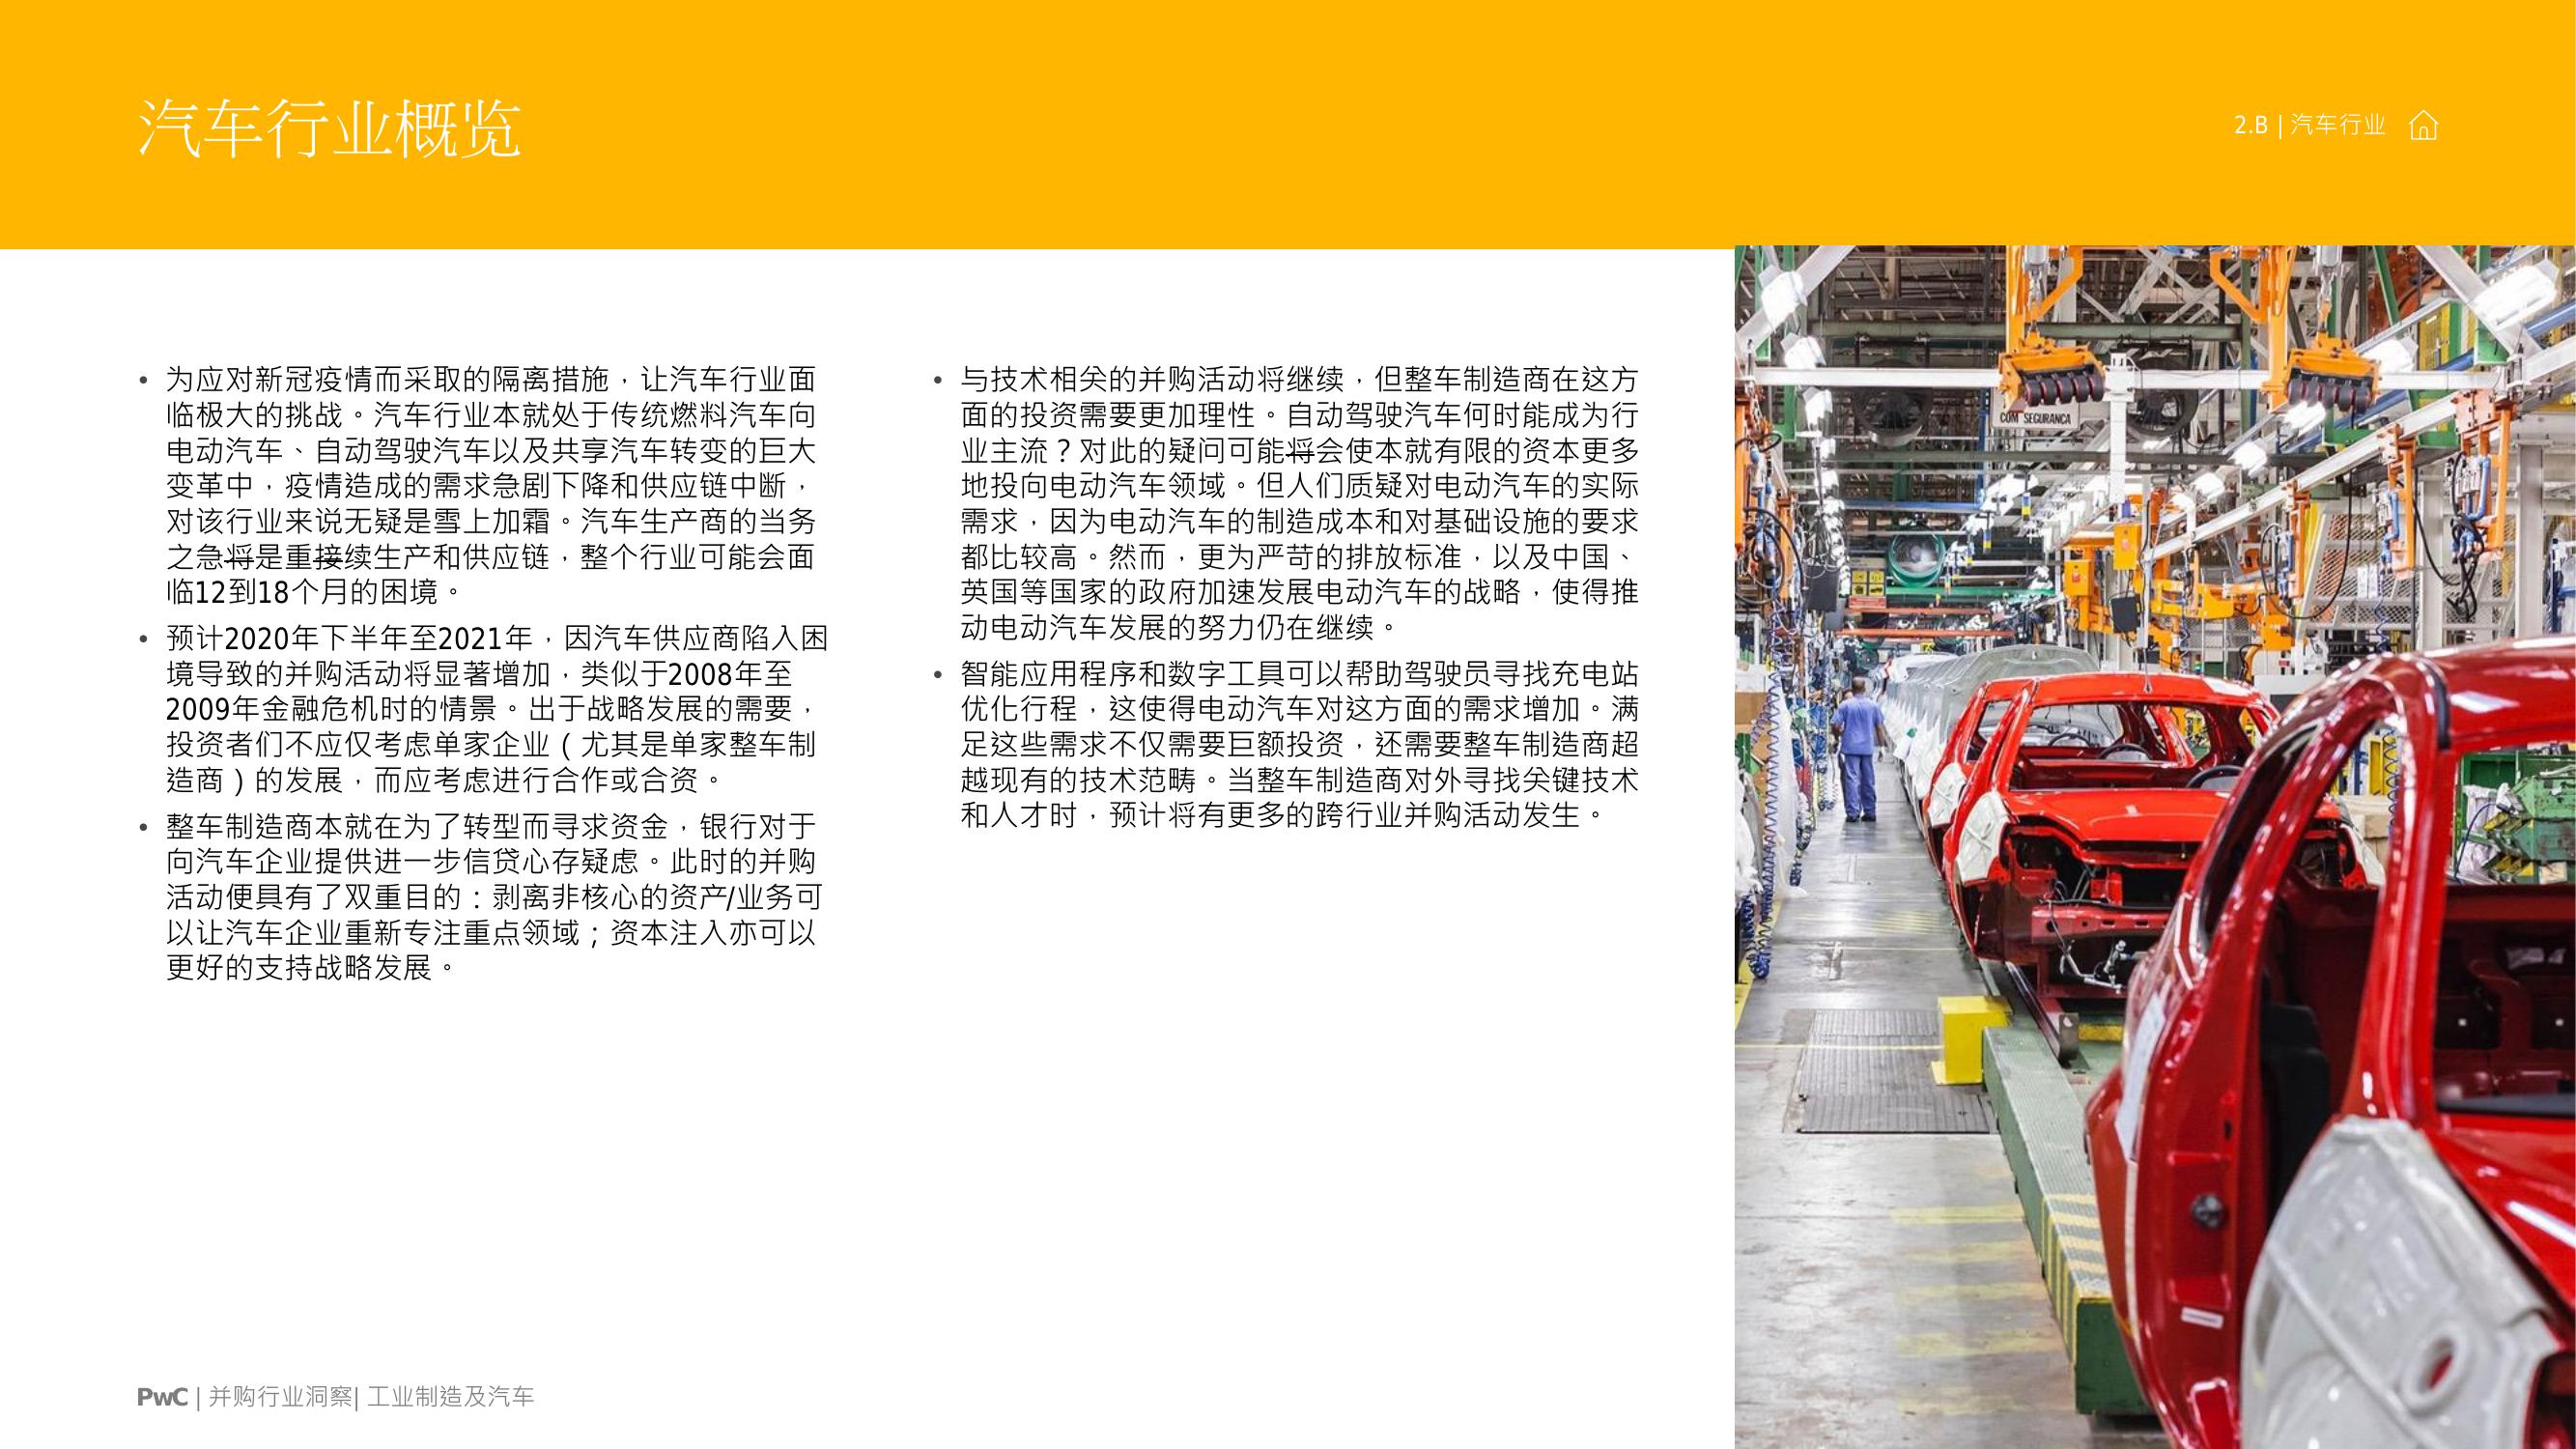 汽车行业概览
2.B | 汽车行业
• 为应对新冠疫情而采取的隔离措施，让汽车行业面
临极大的挑战。汽车行业本就处于传统燃料汽车向
电动汽车、自动驾驶汽车以及共享汽车转变的巨大
变革中，疫情造成的需求急剧下降和供应链中断，
对该行业来说无疑是雪上加霜。汽车生产商的当务
之急将是重接续生产和供应链，整个行业可能会面
临12到18个月的困境。
• 预计2020年下半年至2021年，因汽车供应商陷入困
境导致的并购活动将显著增加，类似于2008年至
2009年金融危机时的情景。出于战略发展的需要，
投资者们不应仅考虑单家企业（尤其是单家整车制
造商）的发展，而应考虑进行合作或合资。
• 整车制造商本就在为了转型而寻求资金，银行对于
向汽车企业提供进一步信贷心存疑虑。此时的并购
活动便具有了双重目的：剥离非核心的资产/业务可
以让汽车企业重新专注重点领域；资本注入亦可以
更好的支持战略发展。
• 与技术相关的并购活动将继续，但整车制造商在这方
面的投资需要更加理性。自动驾驶汽车何时能成为行
业主流？对此的疑问可能将会使本就有限的资本更多
地投向电动汽车领域。但人们质疑对电动汽车的实际
需求，因为电动汽车的制造成本和对基础设施的要求
都比较高。然而，更为严苛的排放标准，以及中国、
英国等国家的政府加速发展电动汽车的战略，使得推
动电动汽车发展的努力仍在继续。
• 智能应用程序和数字工具可以帮助驾驶员寻找充电站
优化行程，这使得电动汽车对这方面的需求增加。满
足这些需求不仅需要巨额投资，还需要整车制造商超
越现有的技术范畴。当整车制造商对外寻找关键技术
和人才时，预计将有更多的跨行业并购活动发生。
COM SEGURANCA
PwC | 并购行业洞察| 工业制造及汽车